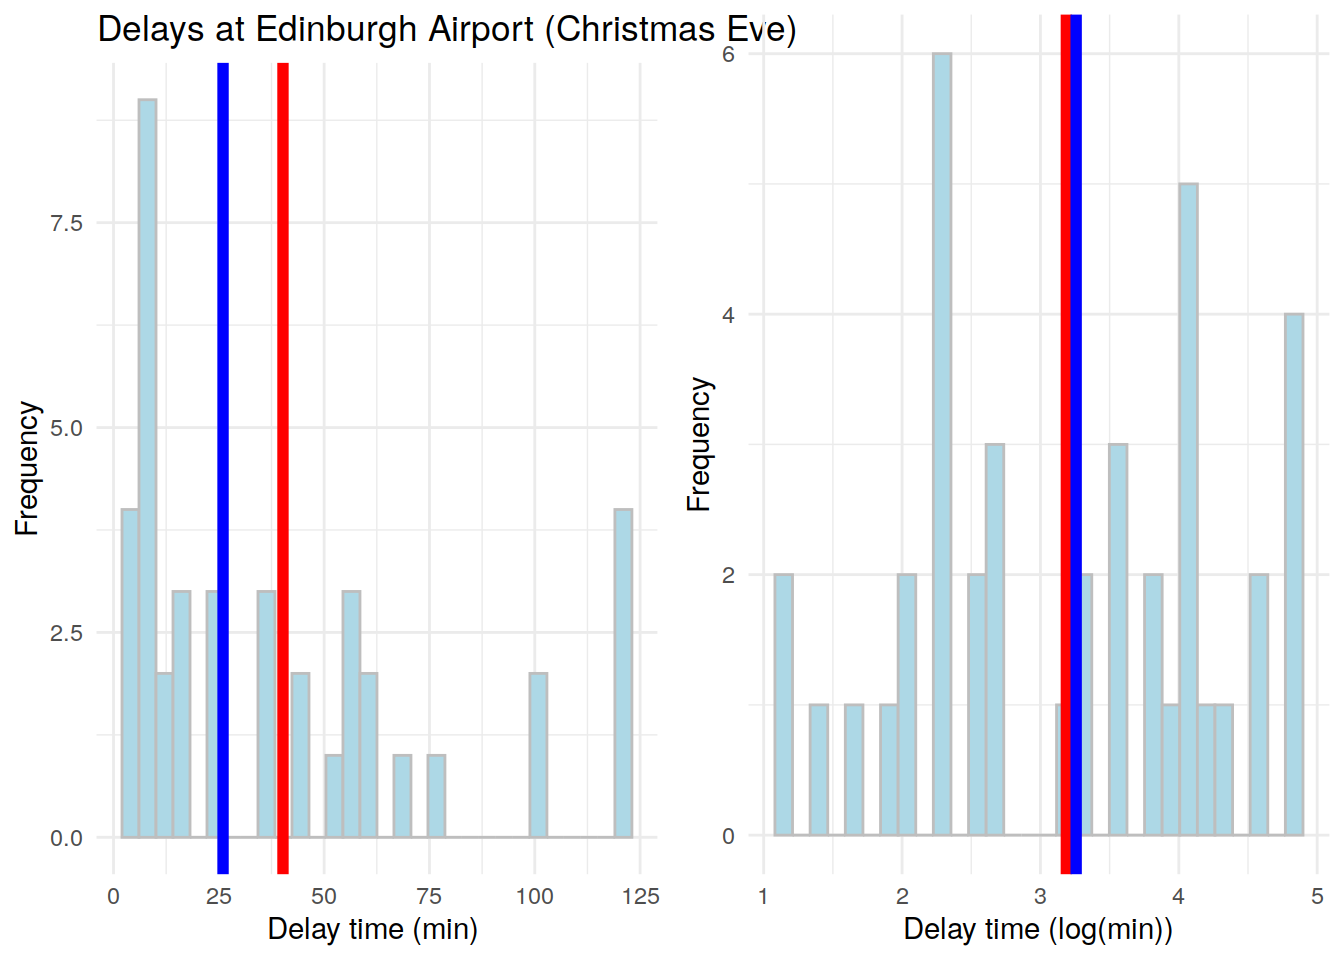 Delays at Edinburgh Airport (Christmas Eve)
Frequency
7.5
5.0
2.5
0.0
0 25 50 75 100 125
Delay time (min)
Frequency
6
4
2
0
1 2 3 4 5
Delay time (log(min))